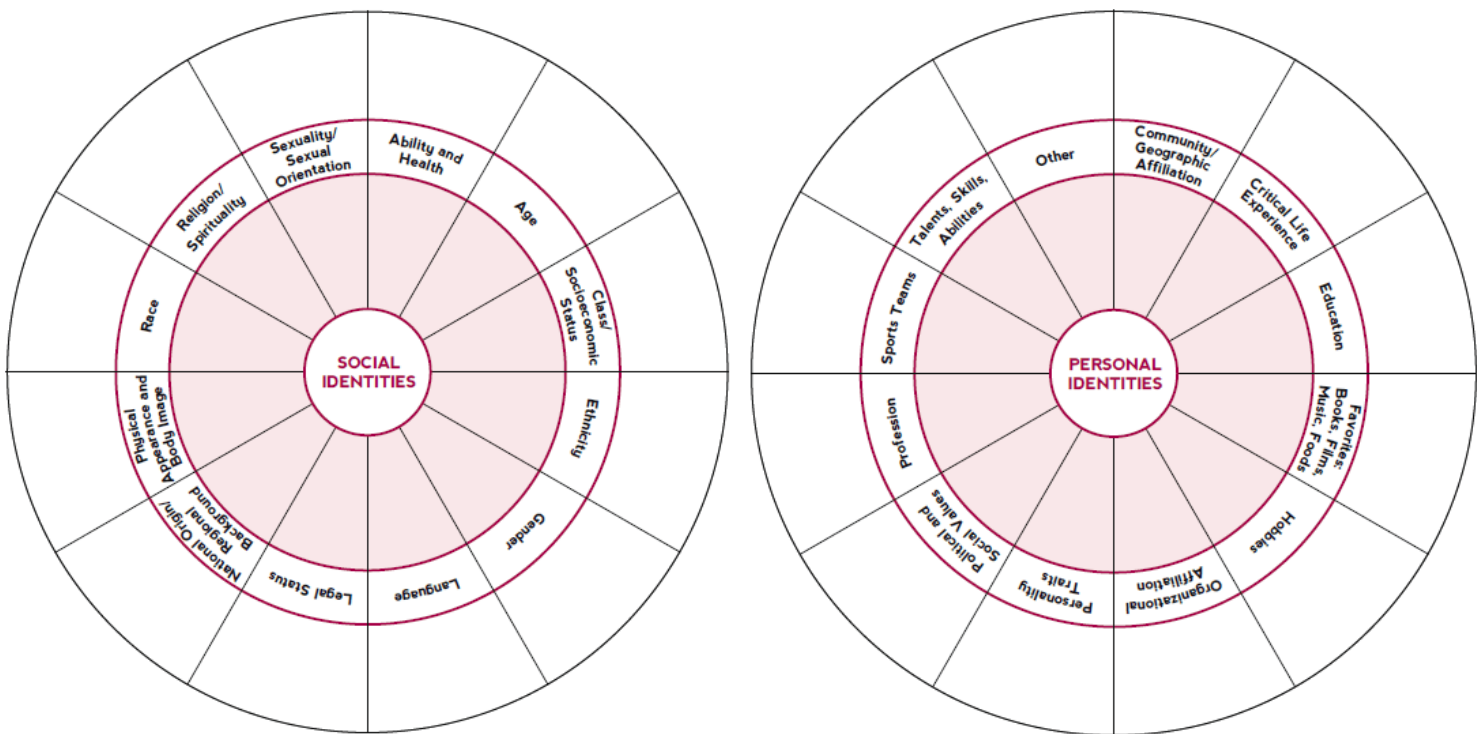 SOCIAL
IDENTITIES
Ability and
Health
Age
Class/
Socioeconomic
Status
Ethnicity
Gender
Language
Legal Status
National Origin/
Regional
Background
Physical
Appearance and
Body Image
Race
Religion/
Spirituality
Sexuality/
Sexual
Orientation
PERSONAL
IDENTITIES
Community/
Geographic
Affiliation
Critical Life
Experience
Education
Favorites:
Books, Films,
Music, Foods
Hobbies
Organizational
Affiliation
Personality
Traits
Political and
Social Values
Profession
Sports Teams
Talents, Skills,
Abilities
Other